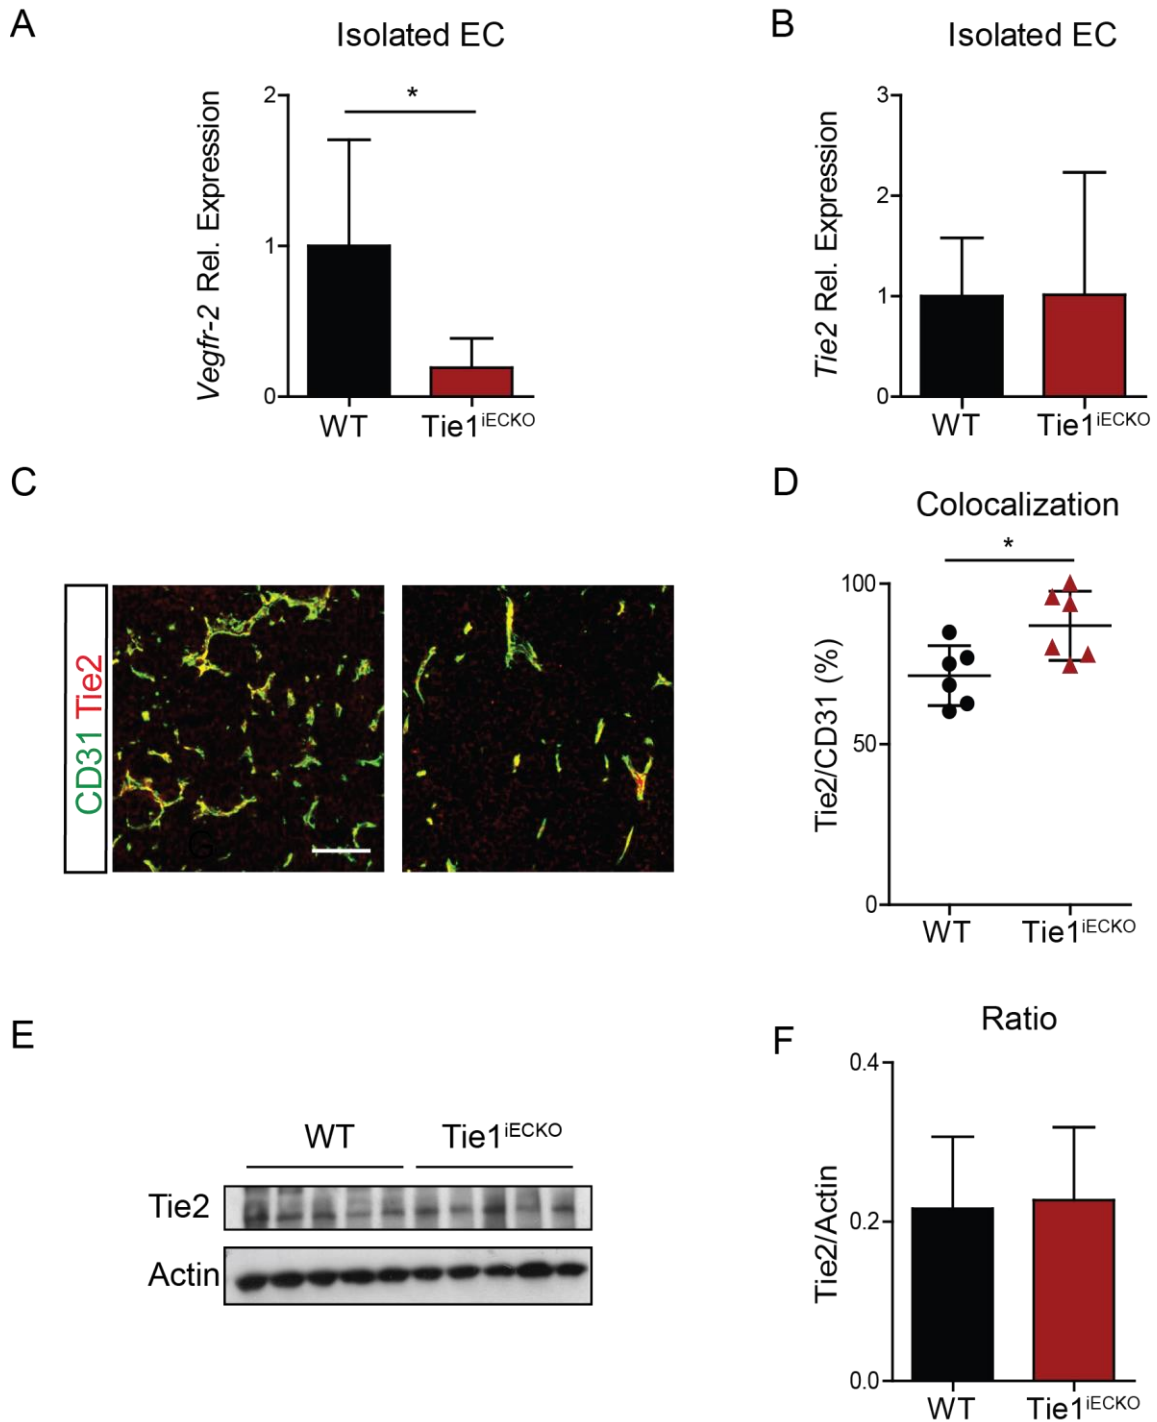 A
Isolated EC
Vegfr-2 Rel. Expression
2
1
0
*
WT
Tie1iECKO
B
Isolated EC
Tie2 Rel. Expression
3
2
1
0
WT
Tie1iECKO
C
CD31 Tie2
G
D
Colocalization
*
Tie2/CD31 (%)
100
50
0
WT
Tie1iECKO
E
WT
Tie1iECKO
Tie2
Actin
F
Ratio
Tie2/Actin
0.4
0.2
0.0
WT
Tie1iECKO